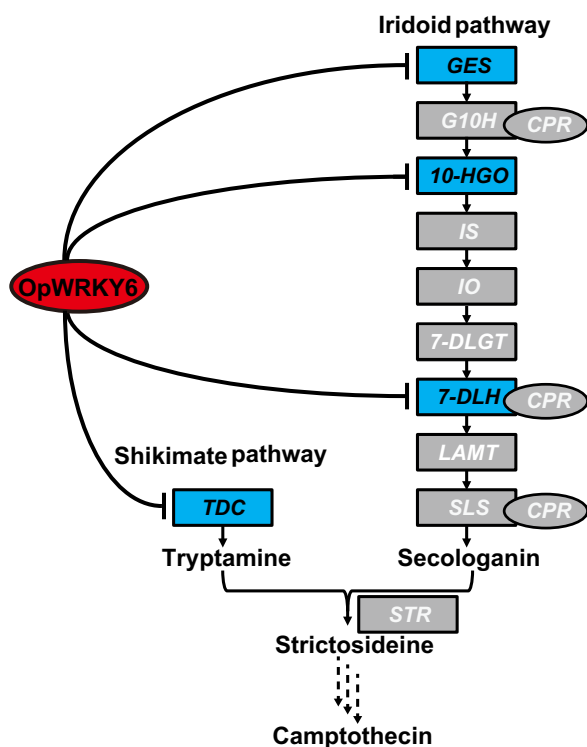 Iridoid pathway
GES
G10H CPR
10-HGO
IS
OpWRKY6
IO
7-DLGT
7-DLH CPR
Shikimate pathway
LAMT
TDC
SLS CPR
Tryptamine Secologanin
STR
Strictosideine
Camptothecin